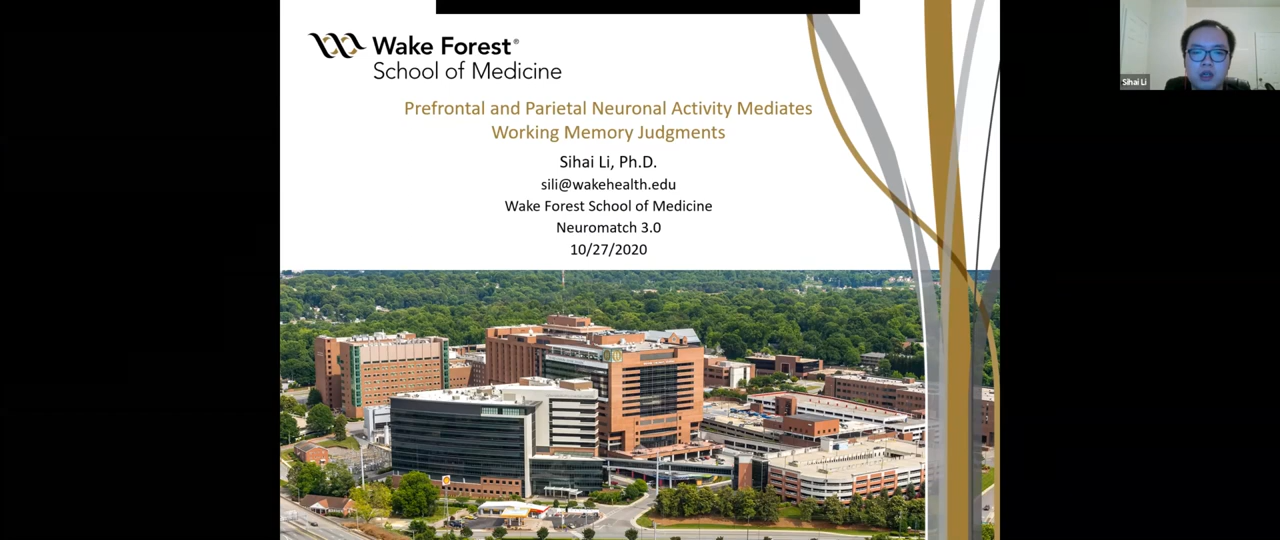 Wake Forest®
School of Medicine
Prefrontal and Parietal Neuronal Activity Mediates
Working Memory Judgments
Sihai Li, Ph.D.
sili@wakehealth.edu
Wake Forest School of Medicine
Neuromatch 3.0
10/27/2020
Sihai Li